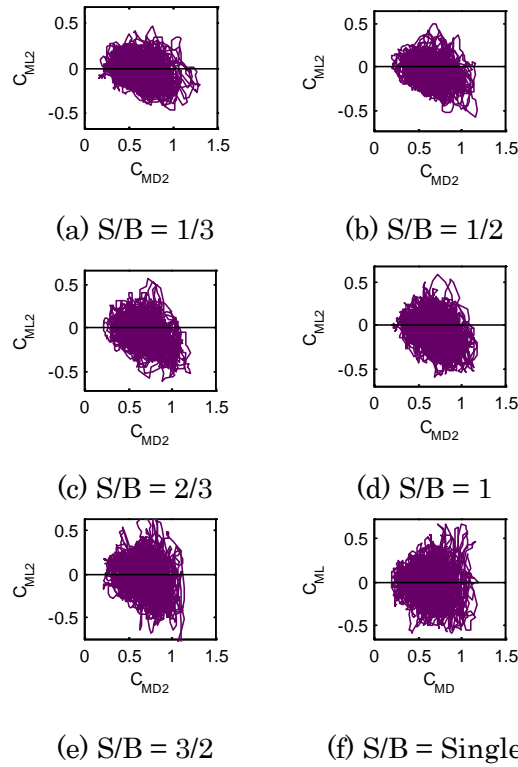 C_ML2
0.5
0
-0.5
0 0.5 1 1.5
C_MD2
(a) S/B = 1/3
C_ML2
0.5
0
-0.5
0 0.5 1 1.5
C_MD2
(b) S/B = 1/2
C_ML2
0.5
0
-0.5
0 0.5 1 1.5
C_MD2
(c) S/B = 2/3
C_ML2
0.5
0
-0.5
0 0.5 1 1.5
C_MD2
(d) S/B = 1
C_ML2
0.5
0
-0.5
0 0.5 1 1.5
C_MD2
(e) S/B = 3/2
C_ML
0.5
0
-0.5
0 0.5 1 1.5
C_MD
(f) S/B = Single